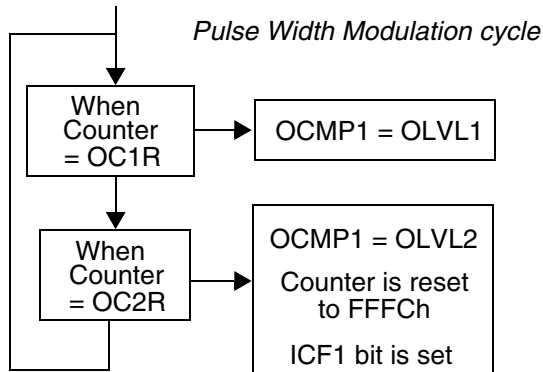 Pulse Width Modulation cycle
When
Counter
= OC1R
OCMP1 = OLVL1
When
Counter
= OC2R
OCMP1 = OLVL2
Counter is reset
to FFFCh
ICF1 bit is set